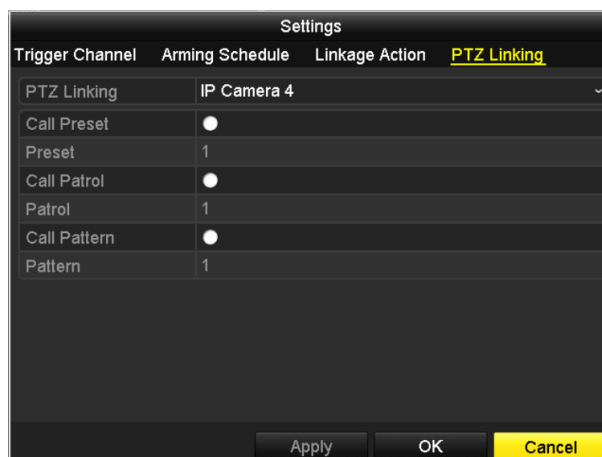 Settings
Trigger Channel Arming Schedule Linkage Action PTZ Linking
PTZ Linking IP Camera 4
Call Preset
Preset 1
Call Patrol
Patrol 1
Call Pattern
Pattern 1
Apply OK Cancel